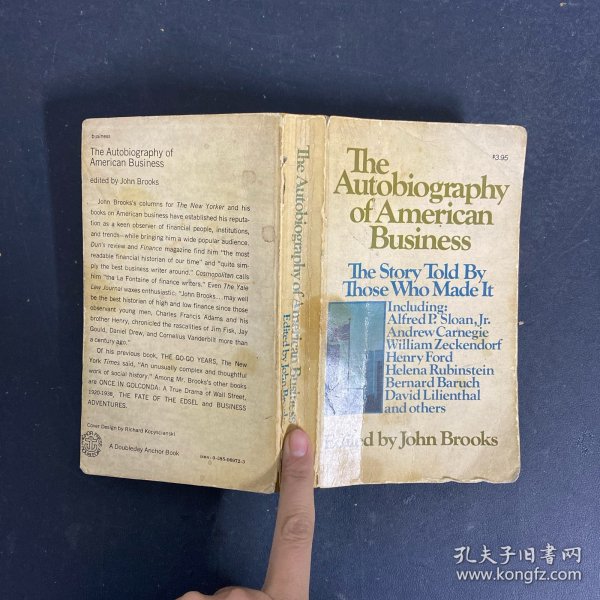 business
The Autobiography of
American Business
edited by John Brooks
John Brooks's columns for The New Yorker and his
books on American business have established his reputa-
tion as a keen observer of financial people, institutions,
and trends—while bringing him a wide popular audience.
Dun's review and Finance magazine find him "the most
readable financial historian of our time" and "quite sim-
ply the best business writer around." Cosmopolitan calls
him "the La Fontaine of finance writers." Even The Yale
Law Journal waxes enthusiastic: "John Brooks... may well
be the best historian of high and low finance since those
observant young men, Charles Francis Adams and his
brother Henry, chronicled the rascalities of Jim Fisk, Jay
Gould, Daniel Drew, and Cornelius Vanderbilt more than
a century ago."
Of his previous book, THE GO-GO YEARS, The New
York Times said, "An unusually complex and thoughtful
work of social history." Among Mr. Brooks's other books
are ONCE IN GOLCONDA: A True Drama of Wall Street,
1920-1938, THE FATE OF THE EDSEL and BUSINESS
ADVENTURES.
Cover Design by Richard Kopyscianski
A Doubleday Anchor Book
ISBN: 0-385-06972-3
The Autobiography of American Business
Edited by John
$3.95
The
Autobiography
of American
Business
The Story Told By
Those Who Made It
Including:
Alfred P. Sloan, Jr.
Andrew Carnegie
William Zeckendorf
Henry Ford
Helena Rubinstein
Bernard Baruch
David Lilienthal
and others
Edited by John Brooks
孔夫子旧书网
www.kongfz.com